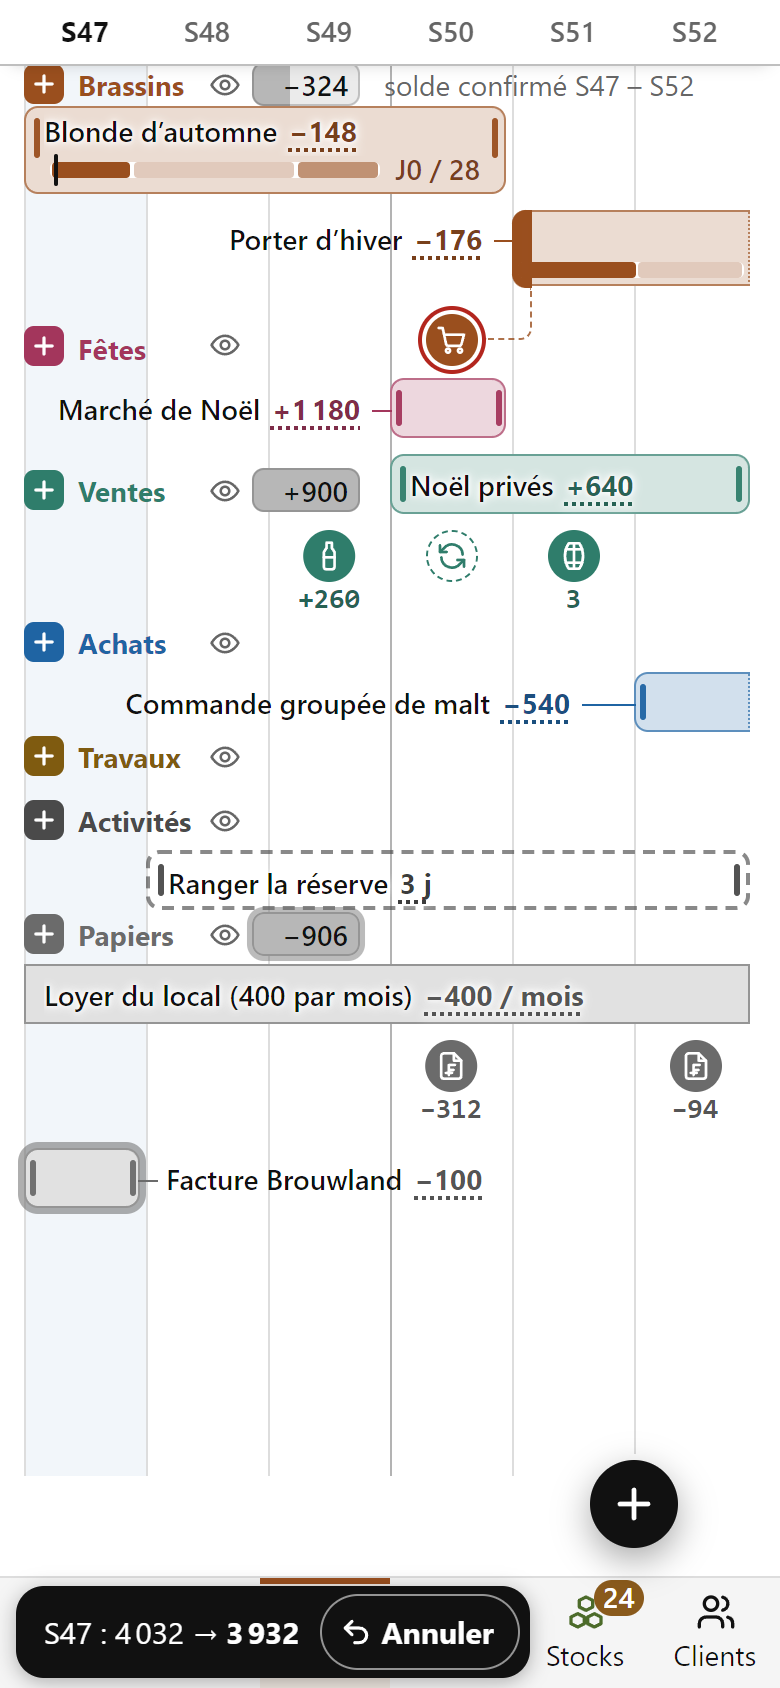 S47 S48 S49 S50 S51 S52
Brassins −324 solde confirmé S47 – S52
Blonde d’automne −148
J0 / 28
Porter d’hiver −176
Fêtes
Marché de Noël +1 180
Ventes +900 Noël privés +640
+260 3
Achats
Commande groupée de malt −540
Travaux
Activités
Ranger la réserve 3 j
Papiers −906
Loyer du local (400 par mois) −400 / mois
−312 −94
Facture Brouwland −100
S47 : 4 032 → 3 932 Annuler
24
Stocks Clients